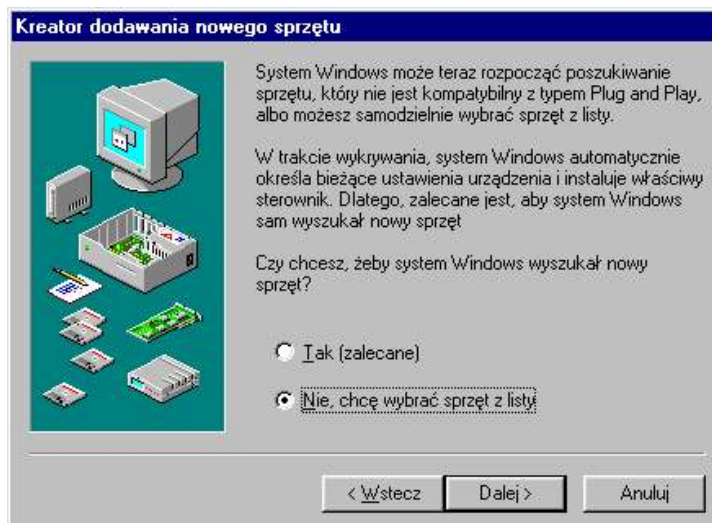 Kreator dodawania nowego sprzętu
System Windows może teraz rozpocząć poszukiwanie
sprzętu, który nie jest kompatybilny z typem Plug and Play,
albo możesz samodzielnie wybrać sprzęt z listy.
W trakcie wykrywania, system Windows automatycznie
określa bieżące ustawienia urządzenia i instaluje właściwy
sterownik. Dlatego, zalecane jest, aby system Windows
sam wyszukał nowy sprzęt
Czy chcesz, żeby system Windows wyszukał nowy
sprzęt?
Tak (zalecane)
Nie, chcę wybrać sprzęt z listy
< Wstecz Dalej > Anuluj